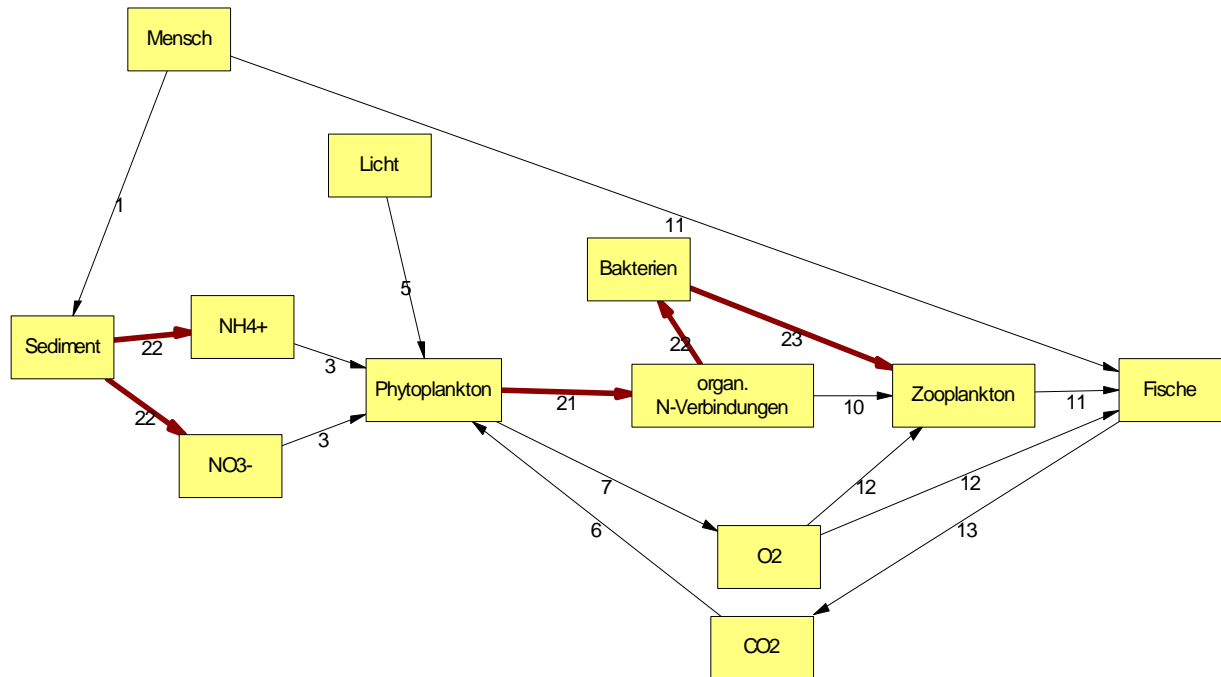 Mensch
Licht
1
11
5
Bakterien
Sediment
NH4+
22
3
22
23
Phytoplankton
21
organ.
N-Verbindungen
10
Zooplankton
11
Fische
22
3
NO3-
7
12
12
6
13
O2
CO2